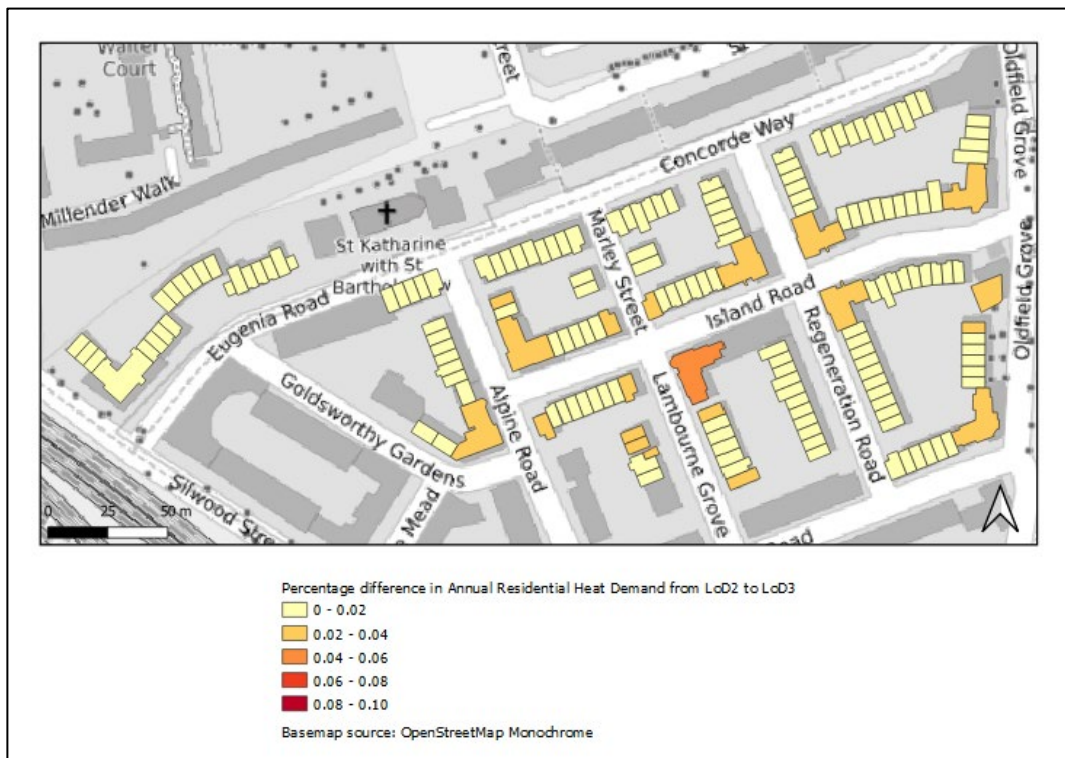 Walter
Court
Street
Oldfield Grove
Concorde Way
Millender Walk
St Katharine
with St
Marley Street
Eugenia Road
Island Road
Oldfield Grove
Regeneration Road
Goldsworthy Gardens
Alpine Road
Lambourne Grove
Silwood Stre
Mead
Road
0 25 50 m
Percentage difference in Annual Residential Heat Demand from LoD2 to LoD3
0 - 0.02
0.02 - 0.04
0.04 - 0.06
0.06 - 0.08
0.08 - 0.10
Basemap source: OpenStreetMap Monochrome